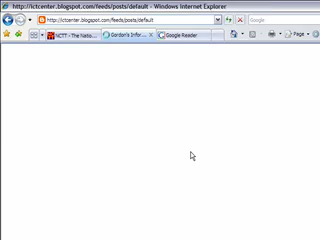 http://ictcenter.blogspot.com/feeds/posts/default - Windows Internet Explorer
http://ictcenter.blogspot.com/feeds/posts/default
Google
NCTT - The Natio...
Gordon's Infor...
Google Reader
Page